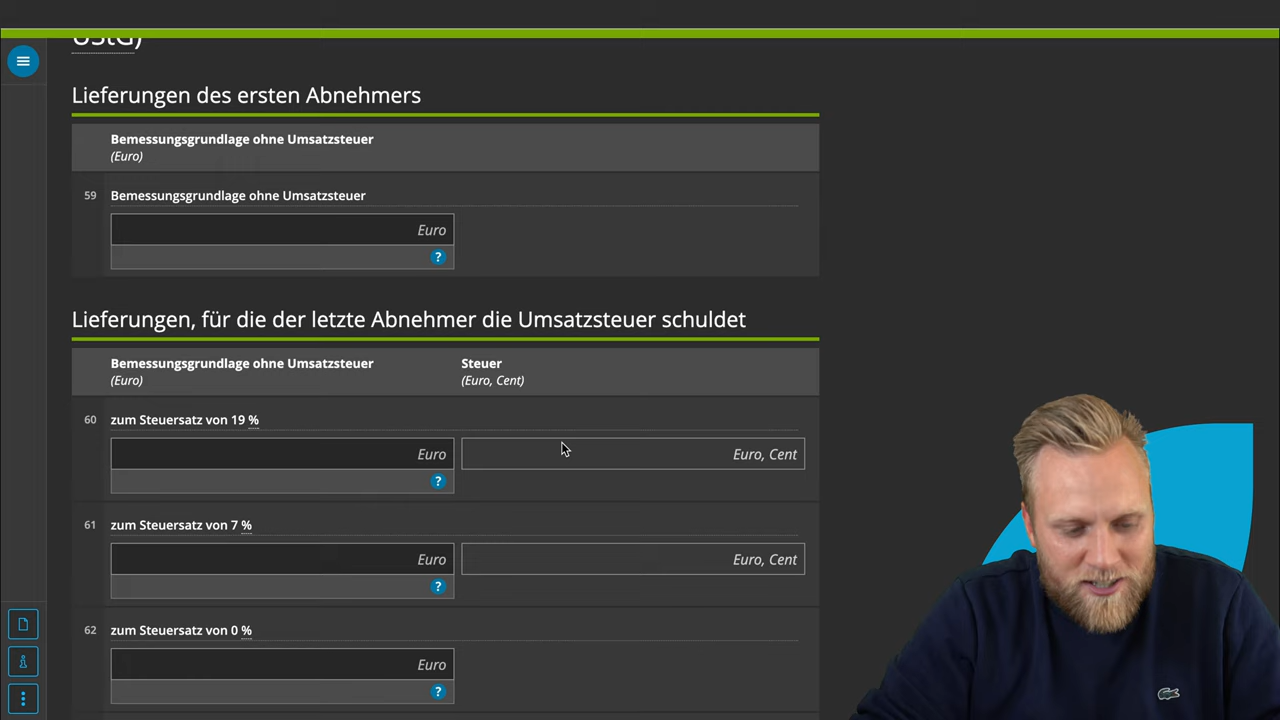 UStG)
Lieferungen des ersten Abnehmers
Bemessungsgrundlage ohne Umsatzsteuer
(Euro)
59 Bemessungsgrundlage ohne Umsatzsteuer
Euro
?
Lieferungen, für die der letzte Abnehmer die Umsatzsteuer schuldet
Bemessungsgrundlage ohne Umsatzsteuer Steuer
(Euro) (Euro, Cent)
60 zum Steuersatz von 19 %
Euro Euro, Cent
?
61 zum Steuersatz von 7 %
Euro Euro, Cent
?
62 zum Steuersatz von 0 %
Euro
?